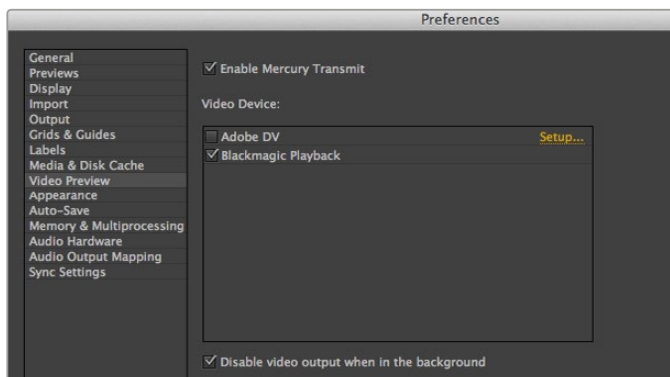 Preferences
General
Previews
Display
Import
Output
Grids & Guides
Labels
Media & Disk Cache
Video Preview
Appearance
Auto-Save
Memory & Multiprocessing
Audio Hardware
Audio Output Mapping
Sync Settings
Enable Mercury Transmit
Video Device:
Adobe DV Setup...
Blackmagic Playback
Disable video output when in the background